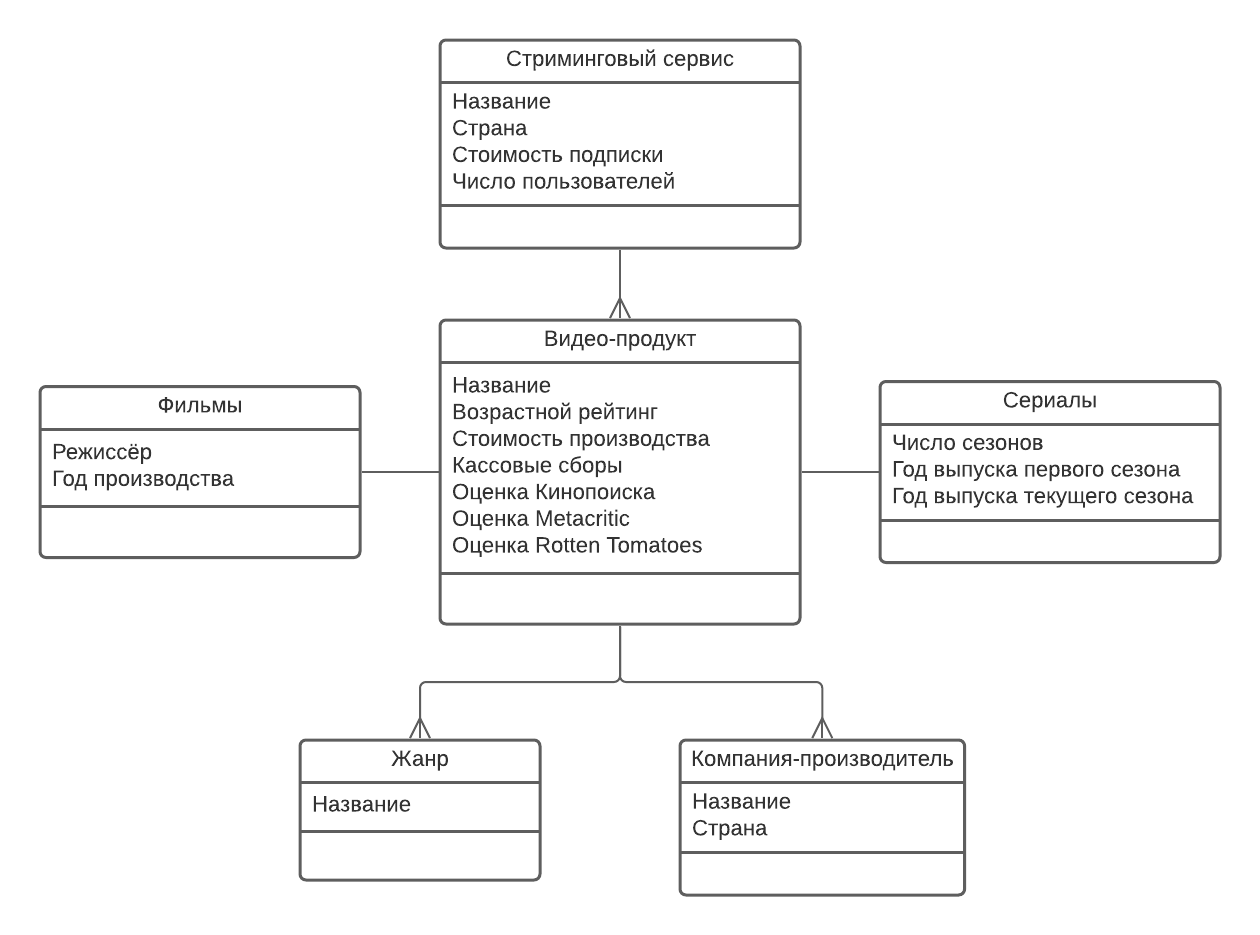 Стриминговый сервис
Название
Страна
Стоимость подписки
Число пользователей
Видео-продукт
Название
Возрастной рейтинг
Стоимость производства
Кассовые сборы
Оценка Кинопоиска
Оценка Metacritic
Оценка Rotten Tomatoes
Фильмы
Режиссёр
Год производства
Сериалы
Число сезонов
Год выпуска первого сезона
Год выпуска текущего сезона
Жанр
Название
Компания-производитель
Название
Страна